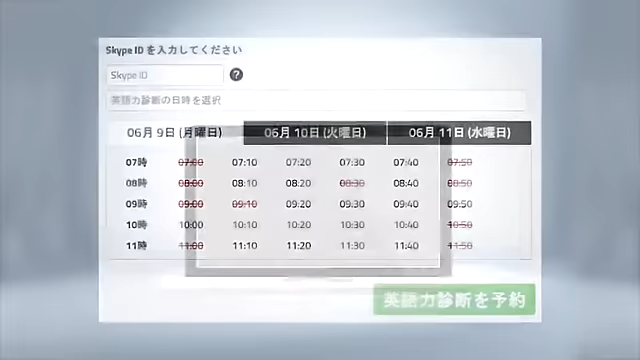 Skype IDを入力してください
Skype ID ?
英語力診断の日時を選択
06月 9日 (月曜日) 06月 10日 (火曜日) 06月 11日 (水曜日)
07時 07:00 07:10 07:20 07:30 07:40 07:50
08時 08:00 08:10 08:20 08:30 08:40 08:50
09時 09:00 09:10 09:20 09:30 09:40 09:50
10時 10:00 10:10 10:20 10:30 10:40 10:50
11時 11:00 11:10 11:20 11:30 11:40 11:50
英語力診断を予約